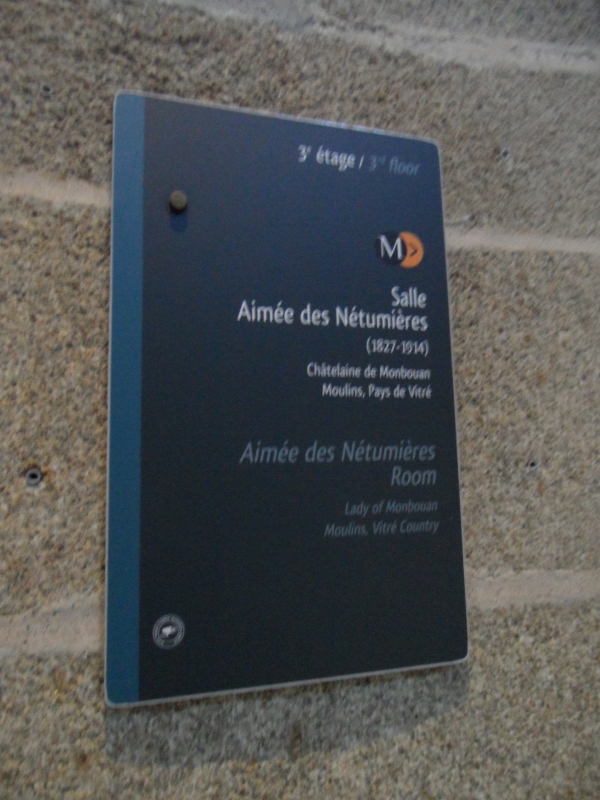 3e étage / 3rd floor
M>
Salle
Aimée des Nétumières
(1827-1914)
Châtelaine de Monbouan
Moulins, Pays de Vitré
Aimée des Nétumières
Room
Lady of Monbouan
Moulins, Vitré Country